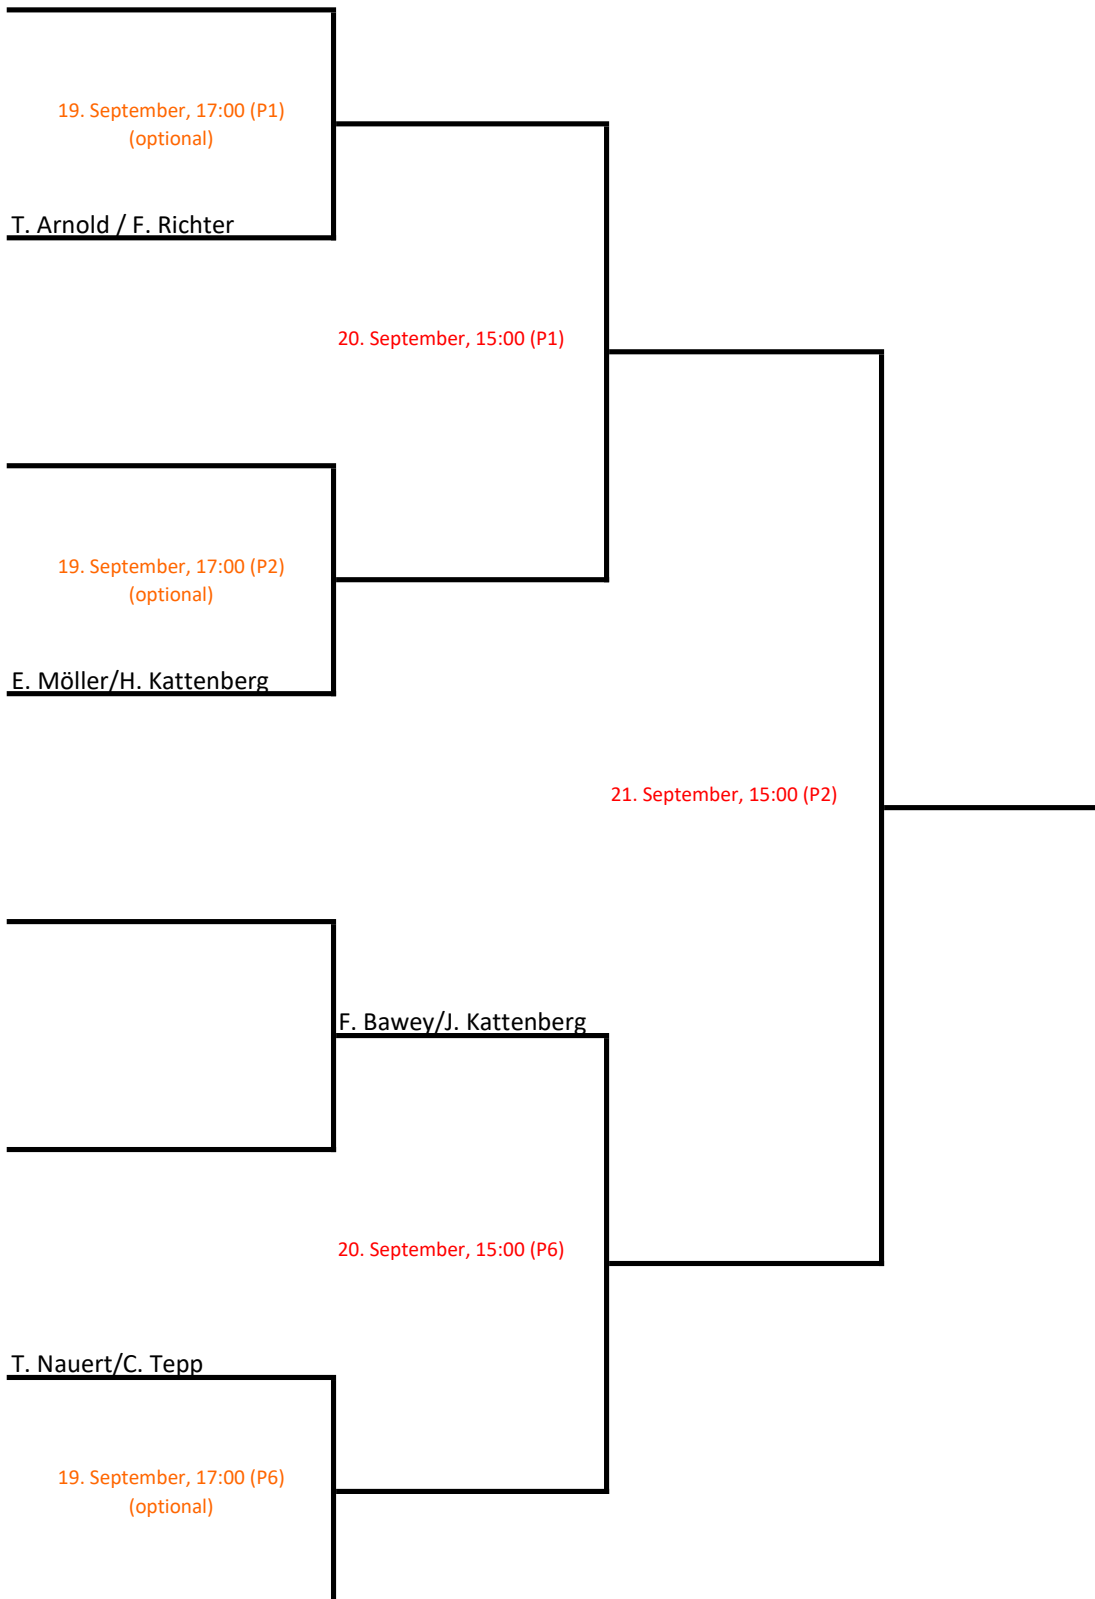 19. September, 17:00 (P1)
(optional)
T. Arnold / F. Richter
20. September, 15:00 (P1)
19. September, 17:00 (P2)
(optional)
E. Möller/H. Kattenberg
21. September, 15:00 (P2)
F. Bawey/J. Kattenberg
20. September, 15:00 (P6)
T. Nauert/C. Tepp
19. September, 17:00 (P6)
(optional)